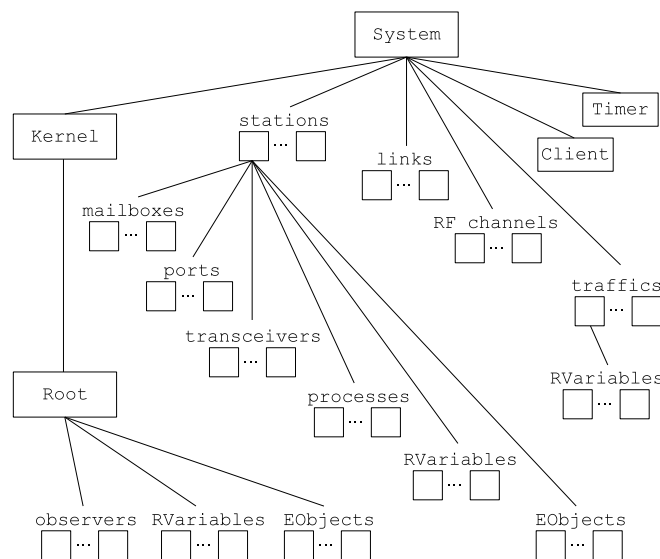 System
Timer
stations
Kernel
Client
links
mailboxes
RF channels
ports
traffics
transceivers
RVariables
Root
processes
RVariables
observers
RVariables
EObjects
EObjects